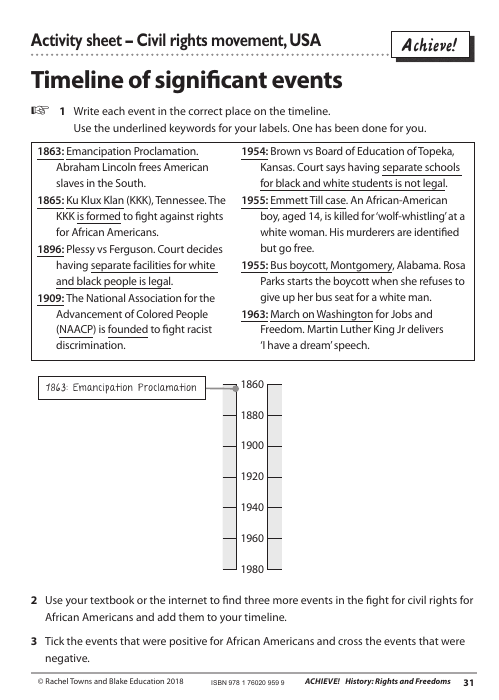 Activity sheet – Civil rights movement, USA
Achieve!
Timeline of significant events
1 Write each event in the correct place on the timeline.
Use the underlined keywords for your labels. One has been done for you.
1863: Emancipation Proclamation.
Abraham Lincoln frees American
slaves in the South.
1865: Ku Klux Klan (KKK), Tennessee. The
KKK is formed to fight against rights
for African Americans.
1896: Plessy vs Ferguson. Court decides
having separate facilities for white
and black people is legal.
1909: The National Association for the
Advancement of Colored People
(NAACP) is founded to fight racist
discrimination.
1954: Brown vs Board of Education of Topeka,
Kansas. Court says having separate schools
for black and white students is not legal.
1955: Emmett Till case. An African-American
boy, aged 14, is killed for ‘wolf-whistling’ at a
white woman. His murderers are identified
but go free.
1955: Bus boycott, Montgomery, Alabama. Rosa
Parks starts the boycott when she refuses to
give up her bus seat for a white man.
1963: March on Washington for Jobs and
Freedom. Martin Luther King Jr delivers
‘I have a dream’ speech.
1863: Emancipation Proclamation
1860
1880
1900
1920
1940
1960
1980
2 Use your textbook or the internet to find three more events in the fight for civil rights for
African Americans and add them to your timeline.
3 Tick the events that were positive for African Americans and cross the events that were
negative.
© Rachel Towns and Blake Education 2018 ISBN 978 1 76020 959 9 ACHIEVE! History: Rights and Freedoms 31